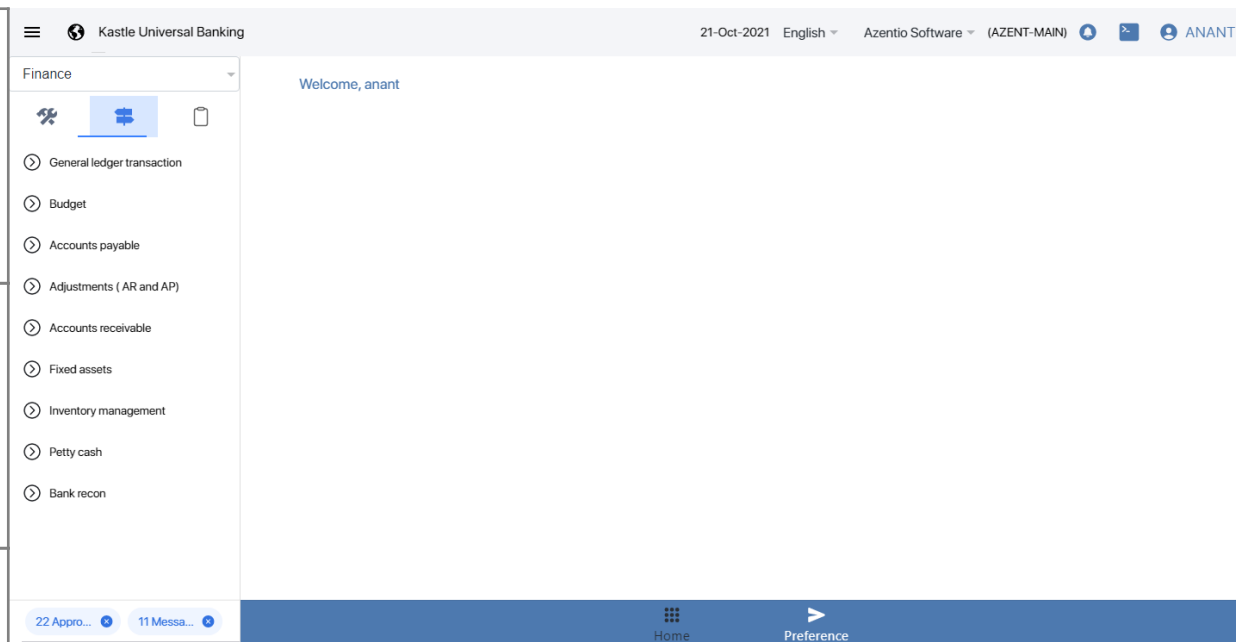 Kastle Universal Banking
21-Oct-2021 English Azentio Software (AZENT-MAIN) ANANT
Finance
Welcome, anant
General ledger transaction
Budget
Accounts payable
Adjustments ( AR and AP)
Accounts receivable
Fixed assets
Inventory management
Petty cash
Bank recon
22 Appro... 11 Messa...
Home Preference